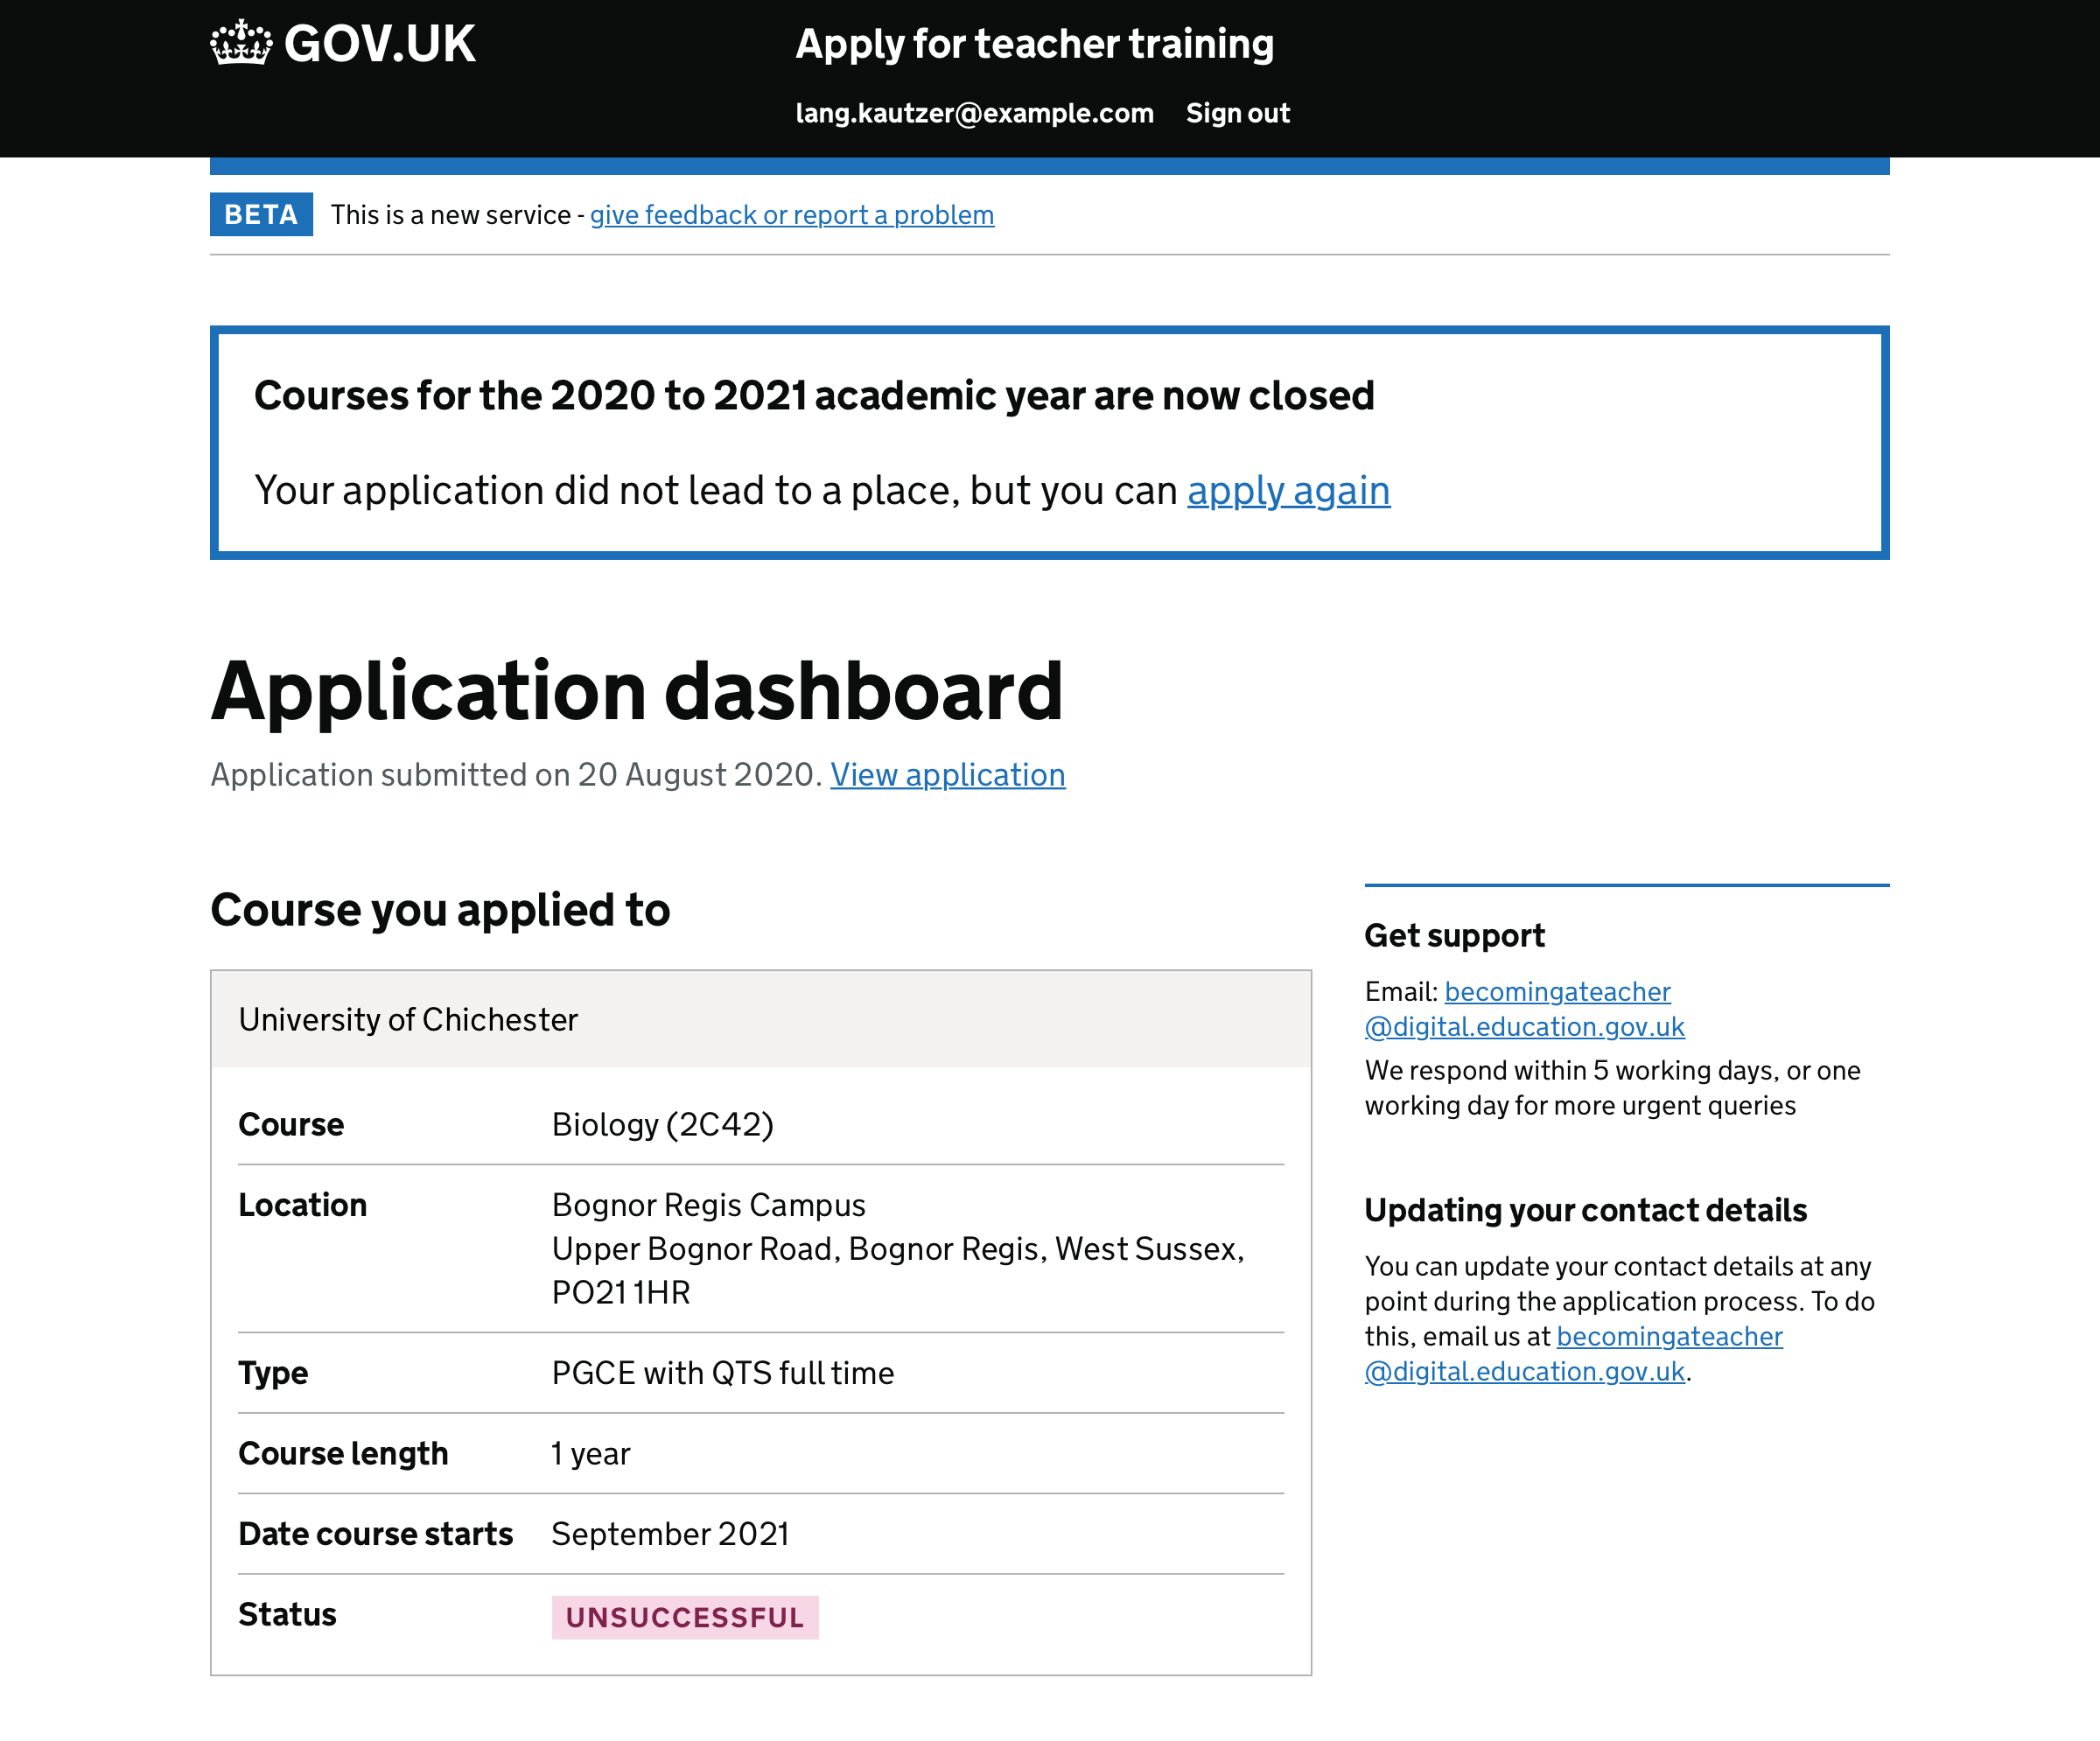 GOV.UK
Apply for teacher training
lang.kautzer@example.com Sign out
BETA This is a new service - give feedback or report a problem
Courses for the 2020 to 2021 academic year are now closed
Your application did not lead to a place, but you can apply again
Application dashboard
Application submitted on 20 August 2020. View application
Course you applied to
University of Chichester
Course Biology (2C42)
Location Bognor Regis Campus
Upper Bognor Road, Bognor Regis, West Sussex,
PO21 1HR
Type PGCE with QTS full time
Course length 1 year
Date course starts September 2021
Status UNSUCCESSFUL
Get support
Email: becomingateacher
@digital.education.gov.uk
We respond within 5 working days, or one
working day for more urgent queries
Updating your contact details
You can update your contact details at any
point during the application process. To do
this, email us at becomingateacher
@digital.education.gov.uk.